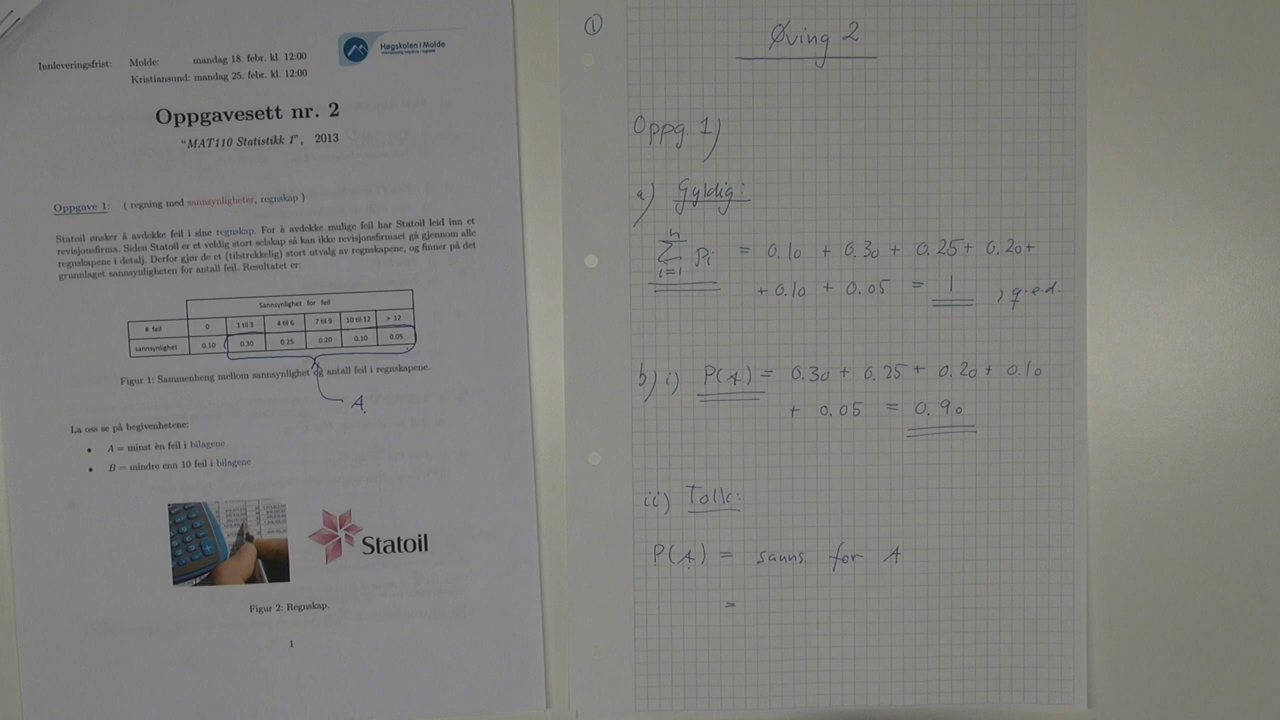 Høgskolen i Molde
Innleveringsfrist: Molde: mandag 18. febr. kl. 12:00
Kristiansund: mandag 25. febr. kl. 12:00
Oppgavesett nr. 2
"MAT110 Statistikk 1", 2013
Oppgave 1: ( regning med sannsynligheter, regnskap )
Statoil ønsker å avdekke feil i sine regnskap. For å avdekke mulige feil har Statoil leid inn et
revisjonsfirma. Siden Statoil er et veldig stort selskap så kan ikke revisjonsfirmaet gå gjennom alle
regnskapene i detalj. Derfor gjør de et (tilstrekkelig) stort utvalg av regnskapene, og finner på det
grunnlaget sannsynligheten for antall feil. Resultatet er:
Sannsynlighet for feil
# feil 0 1 til 3 4 til 6 7 til 9 10 til 12 > 12
sannsynlighet 0.10 0.30 0.25 0.20 0.10 0.05
Figur 1: Sammenheng mellom sannsynlighet og antall feil i regnskapene.
A.
La oss se på begivenhetene:
• A = minst èn feil i bilagene
• B = mindre enn 10 feil i bilagene
Statoil
Figur 2: Regnskap.
1
①
Øving 2
Oppg. 1)
a) Gyldig:
n
∑ pi = 0.10 + 0.30 + 0.25 + 0.20 +
i=1
+ 0.10 + 0.05 = 1 , q.e.d.
b) i) P(A) = 0.30 + 0.25 + 0.20 + 0.10
+ 0.05 = 0.90
ii) Tolk:
P(A) = sanns. for A
=